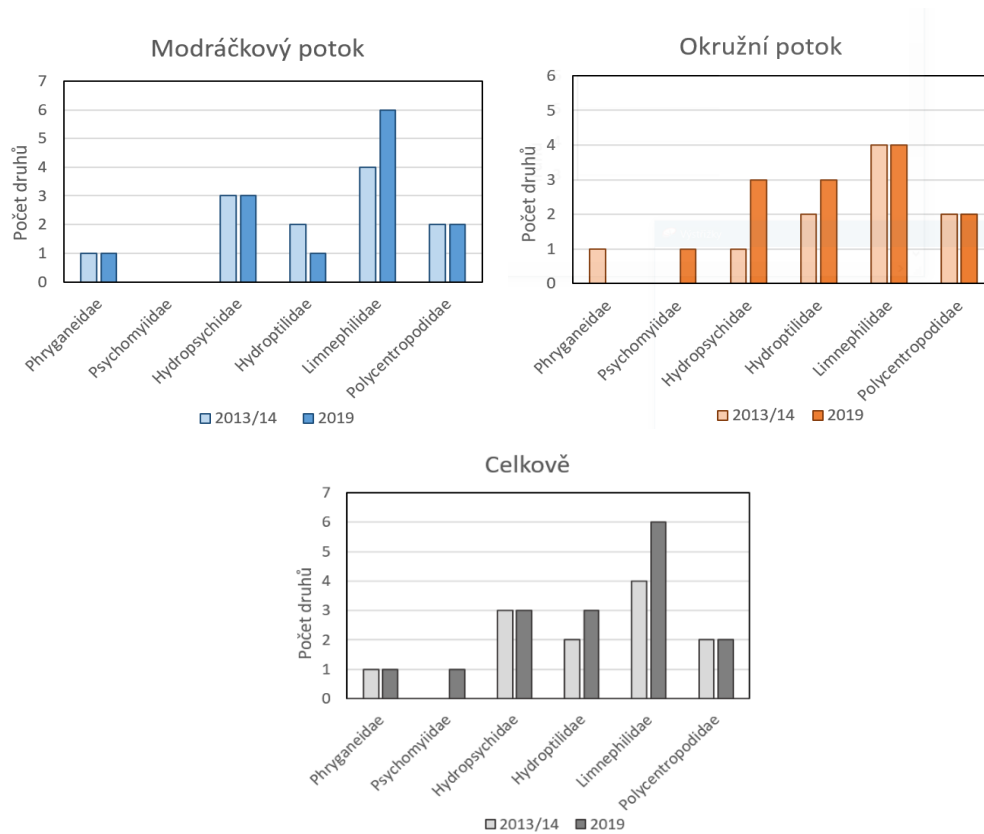 Modráčkový potok
Počet druhů
7
6
5
4
3
2
1
0
Phryganeidae
Psychomyiidae
Hydropsychidae
Hydroptilidae
Limnephilidae
Polycentropodidae
2013/14 2019
Okružní potok
Počet druhů
6
5
4
3
2
1
0
Phryganeidae
Psychomyiidae
Hydropsychidae
Hydroptilidae
Limnephilidae
Polycentropodidae
2013/14 2019
Celkově
Počet druhů
7
6
5
4
3
2
1
0
Phryganeidae
Psychomyiidae
Hydropsychidae
Hydroptilidae
Limnephilidae
Polycentropodidae
2013/14 2019